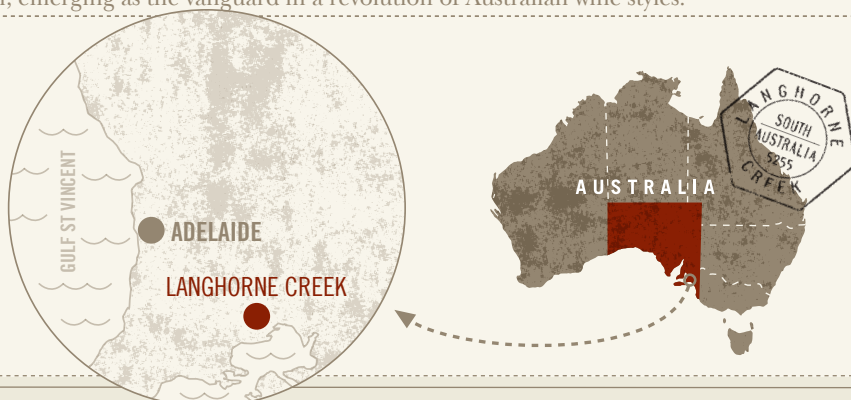 , emerging as the vanguard in a revolution of Australian wine styles.
GULF ST VINCENT
ADELAIDE
LANGHORNE CREEK
AUSTRALIA
LANGHORNE
SOUTH
AUSTRALIA
5255
CREEK